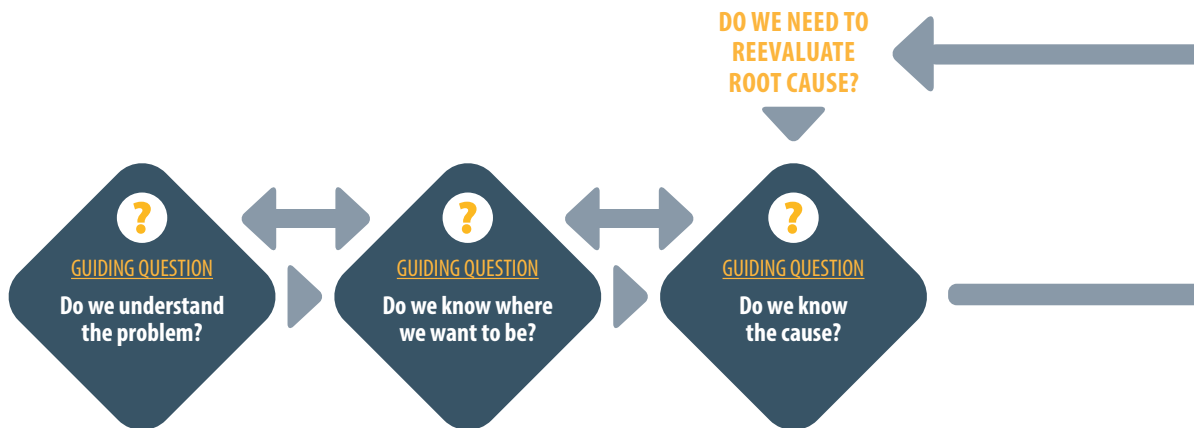 DO WE NEED TO
REEVALUATE
ROOT CAUSE?
?
GUIDING QUESTION
Do we understand
the problem?
?
GUIDING QUESTION
Do we know where
we want to be?
?
GUIDING QUESTION
Do we know
the cause?